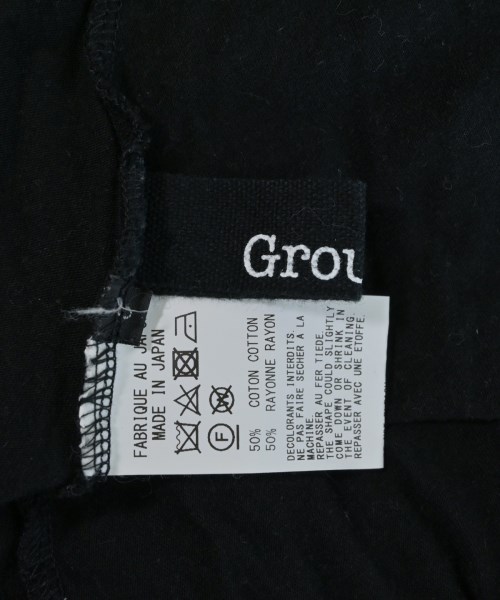 Grou
FABRIQUE AU JA
MADE IN JAPAN
50% COTON COTTON
50% RAYONNE RAYON
DECOLORANTS INTERDITS.
NE PAS FAIRE SECHER A LA
MACHINE.
REPASSER AU FER TIEDE.
THE SHAPE COULD SLIGHTLY
COME DOWN OR SHRINK IN
THE EVENT OF CLEANING.
REPASSER AVEC UNE ETOFFE.